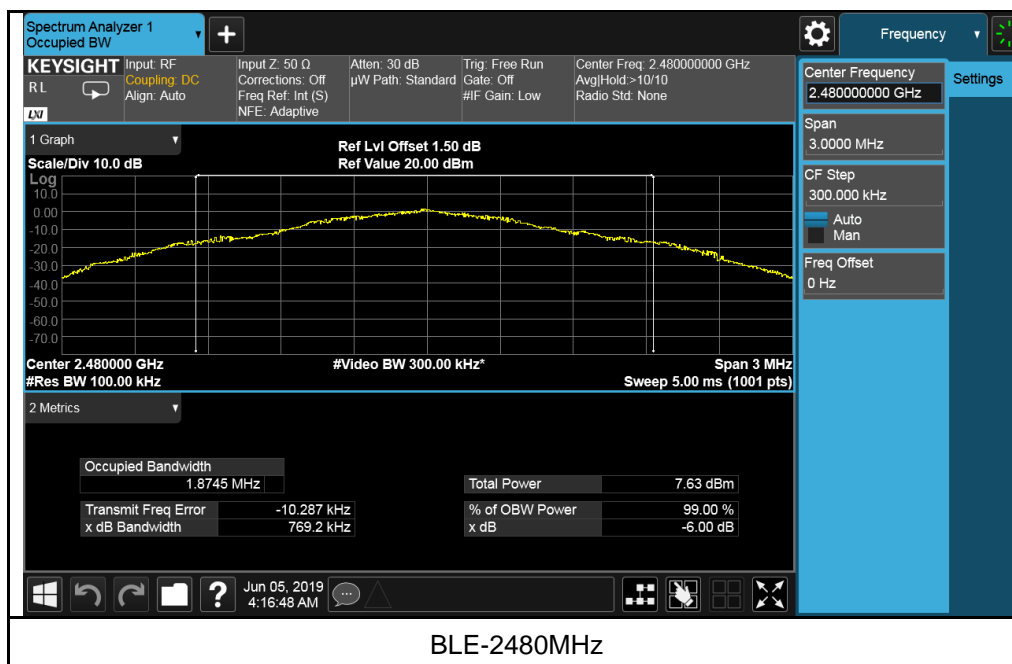 Spectrum Analyzer 1
Occupied BW
Frequency
KEYSIGHT
R L
LXI
Input: RF
Coupling: DC
Align: Auto
Input Z: 50 Ω
Corrections: Off
Freq Ref: Int (S)
NFE: Adaptive
Atten: 30 dB
µW Path: Standard
Trig: Free Run
Gate: Off
#IF Gain: Low
Center Freq: 2.480000000 GHz
Avg|Hold:>10/10
Radio Std: None
Center Frequency
2.480000000 GHz
Settings
Span
3.0000 MHz
CF Step
300.000 kHz
Auto
Man
Freq Offset
0 Hz
1 Graph
Scale/Div 10.0 dB
Ref Lvl Offset 1.50 dB
Ref Value 20.00 dBm
Log
10.0
0.00
-10.0
-20.0
-30.0
-40.0
-50.0
-60.0
-70.0
Center 2.480000 GHz
#Video BW 300.00 kHz*
Span 3 MHz
#Res BW 100.00 kHz
Sweep 5.00 ms (1001 pts)
2 Metrics
Occupied Bandwidth
1.8745 MHz
Total Power 7.63 dBm
Transmit Freq Error -10.287 kHz
% of OBW Power 99.00 %
x dB Bandwidth 769.2 kHz
x dB -6.00 dB
?
Jun 05, 2019
4:16:48 AM
BLE-2480MHz